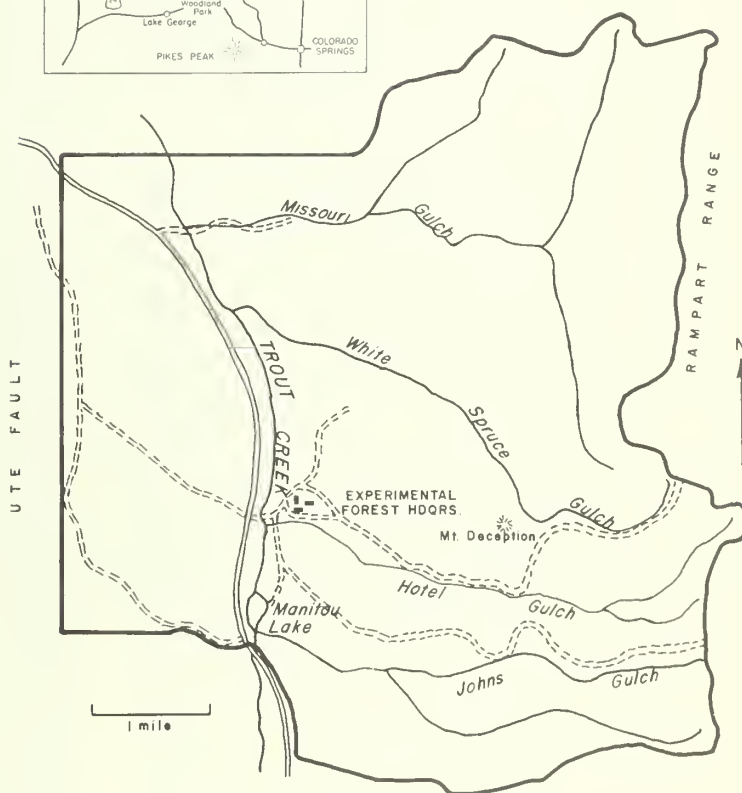 Woodland
Park
Lake George
COLORADO
SPRINGS
PIKES PEAK
Missouri
Gulch
RAMPART RANGE
N
UTE FAULT
White
Spruce
Gulch
TROUT
CREEK
EXPERIMENTAL
FOREST HDQRS.
Mt. Deception
Hotel
Gulch
Manitou
Lake
Johns
Gulch
1 mile